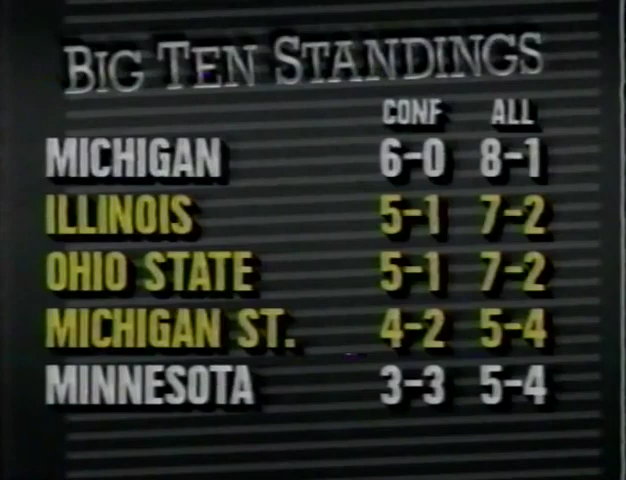 BIG TEN STANDINGS
CONF ALL
MICHIGAN 6-0 8-1
ILLINOIS 5-1 7-2
OHIO STATE 5-1 7-2
MICHIGAN ST. 4-2 5-4
MINNESOTA 3-3 5-4